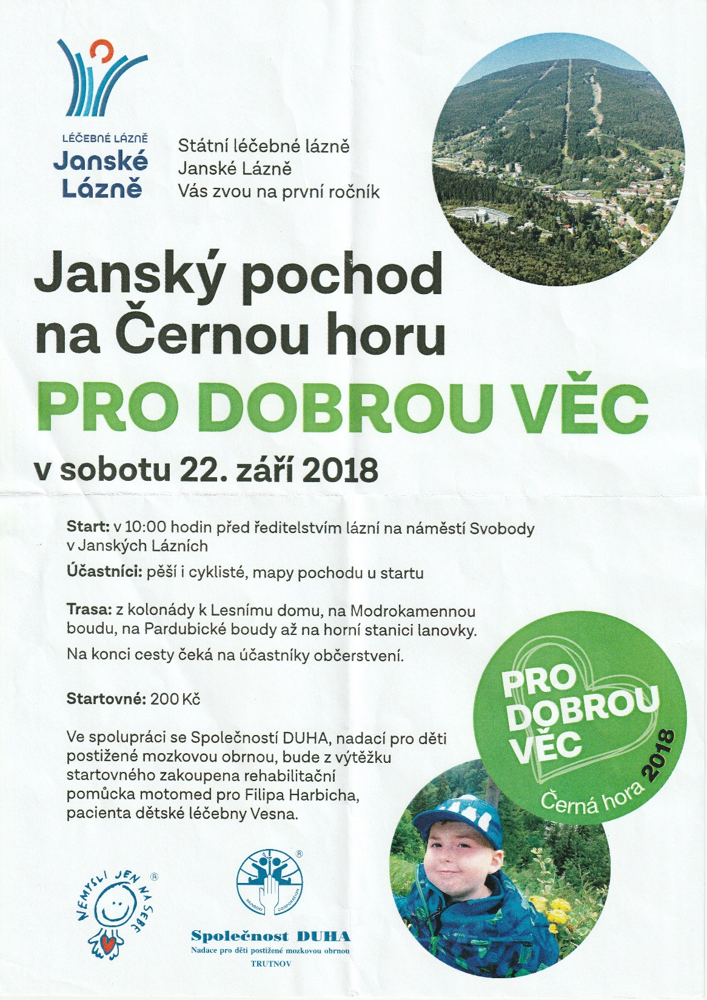 LÉČEBNÉ LÁZNĚ
Janské
Lázně
Státní léčebné lázně
Janské Lázně
Vás zvou na první ročník
Janský pochod
na Černou horu
PRO DOBROU VĚC
v sobotu 22. září 2018
Start: v 10:00 hodin před ředitelstvím lázní na náměstí Svobody
v Janských Lázních
Účastníci: pěší i cyklisté, mapy pochodu u startu
Trasa: z kolonády k Lesnímu domu, na Modrokamennou
boudu, na Pardubické boudy až na horní stanici lanovky.
Na konci cesty čeká na účastníky občerstvení.
Startovné: 200 Kč
Ve spolupráci se Společností DUHA, nadací pro děti
postižené mozkovou obrnou, bude z výtěžku
startovného zakoupena rehabilitační
pomůcka motomed pro Filipa Harbicha,
pacienta dětské léčebny Vesna.
PRO
DOBROU
VĚC
Černá hora 2018
NEMYSLI JEN NA SEBE ®
®
RAINBOW CORPORATION
Společnost DUHA
Nadace pro děti postižené mozkovou obrnou
TRUTNOV